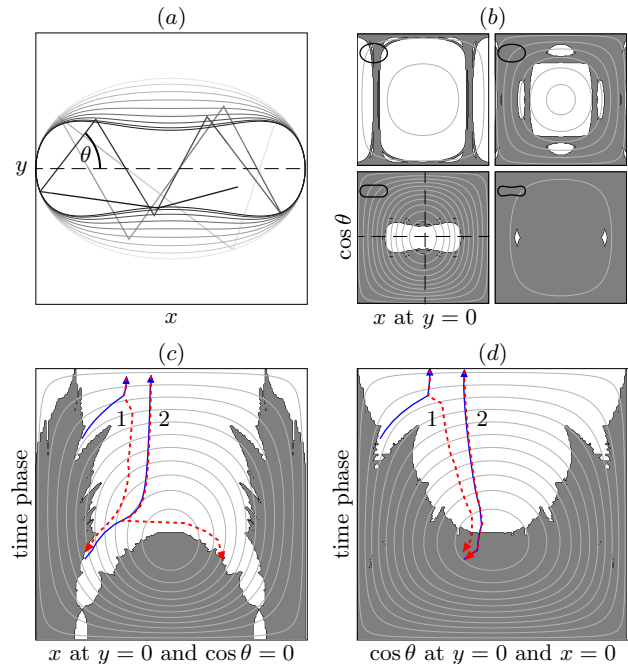 (a)
(b)
y
θ
x
cos θ
x at y = 0
(c)
(d)
time phase
1
2
time phase
1
2
x at y = 0 and cos θ = 0
cos θ at y = 0 and x = 0